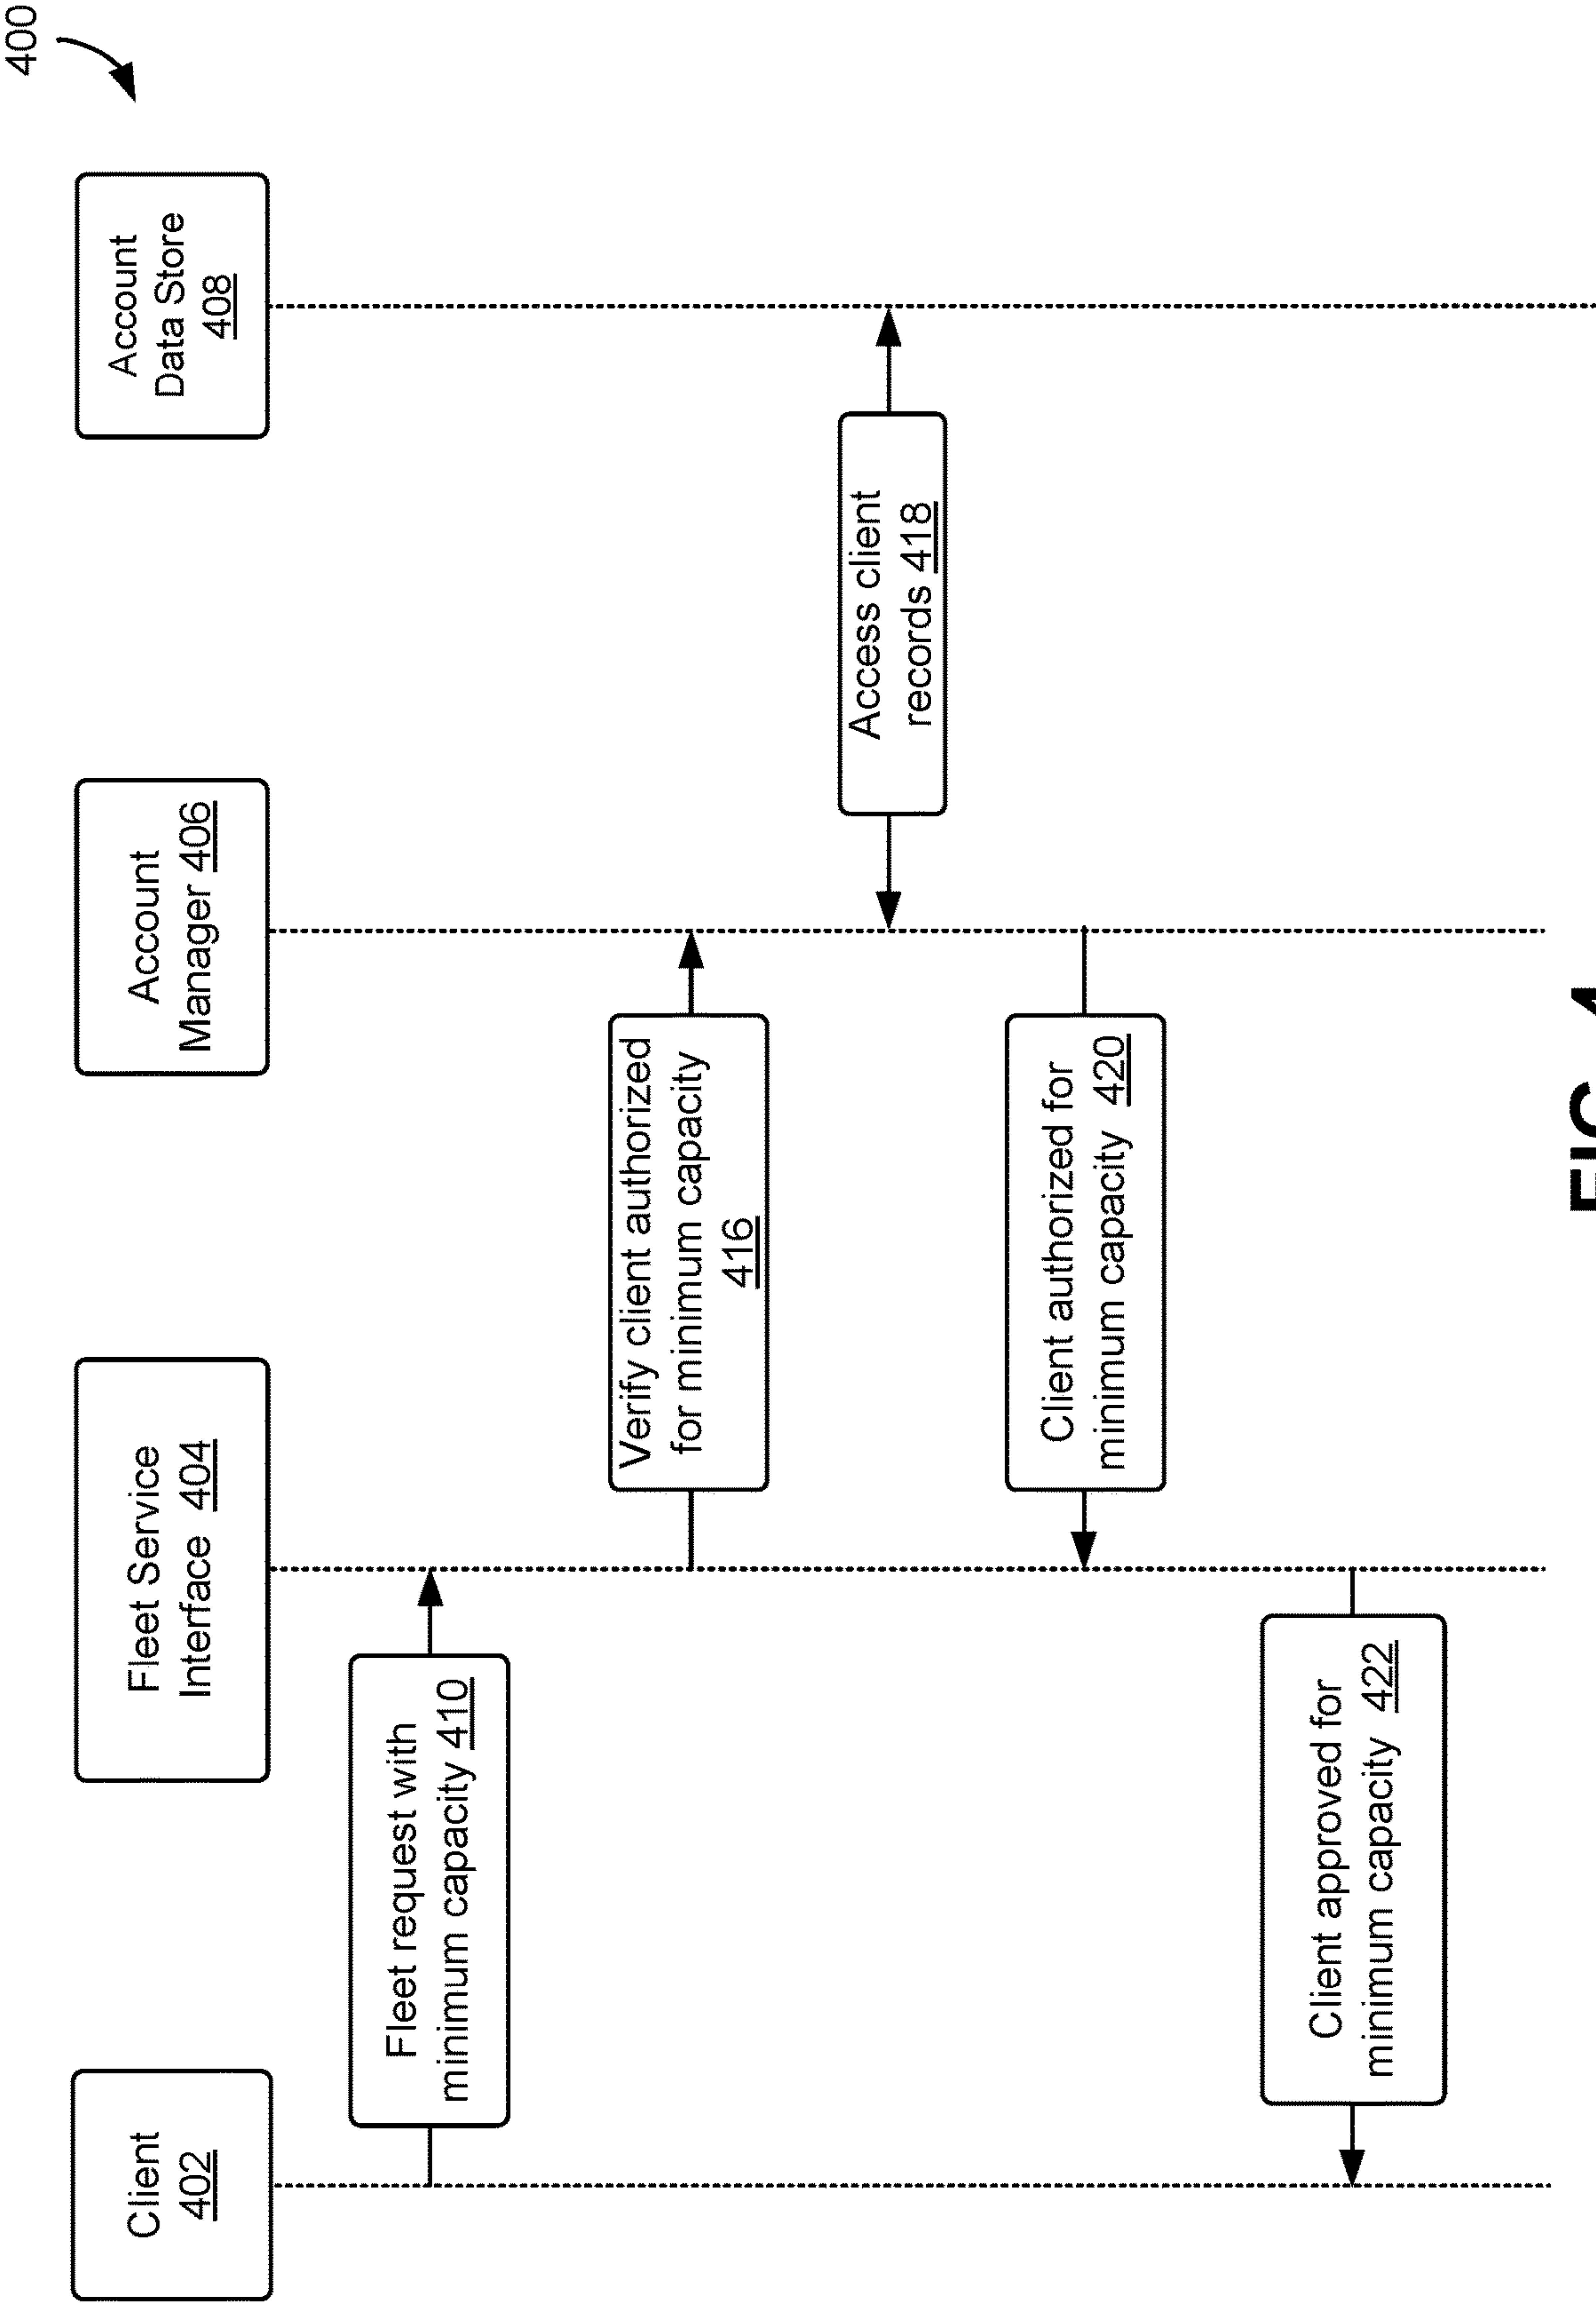 400
Client
402
Fleet Service
Interface 404
Account
Manager 406
Account
Data Store
408
Fleet request with
minimum capacity 410
Verify client authorized
for minimum capacity
416
Access client
records 418
Client authorized for
minimum capacity 420
Client approved for
minimum capacity 422